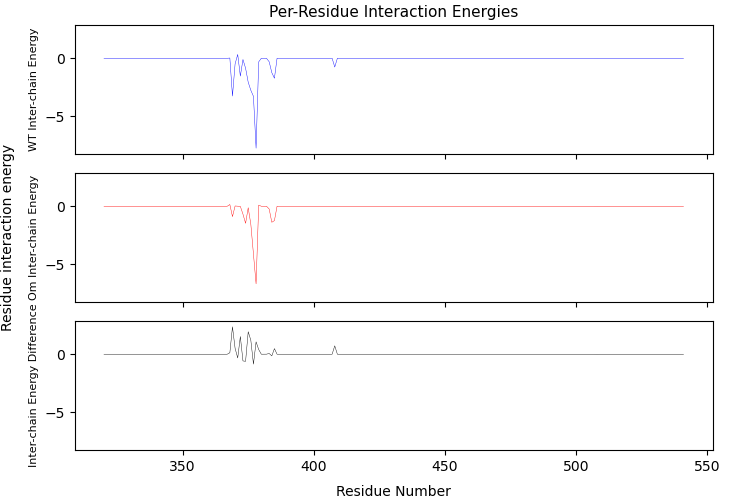 Per-Residue Interaction Energies
Residue interaction energy
WT Inter-chain Energy
0
−5
Om Inter-chain Energy
0
−5
Inter-chain Energy Difference
0
−5
350
400
450
500
550
Residue Number